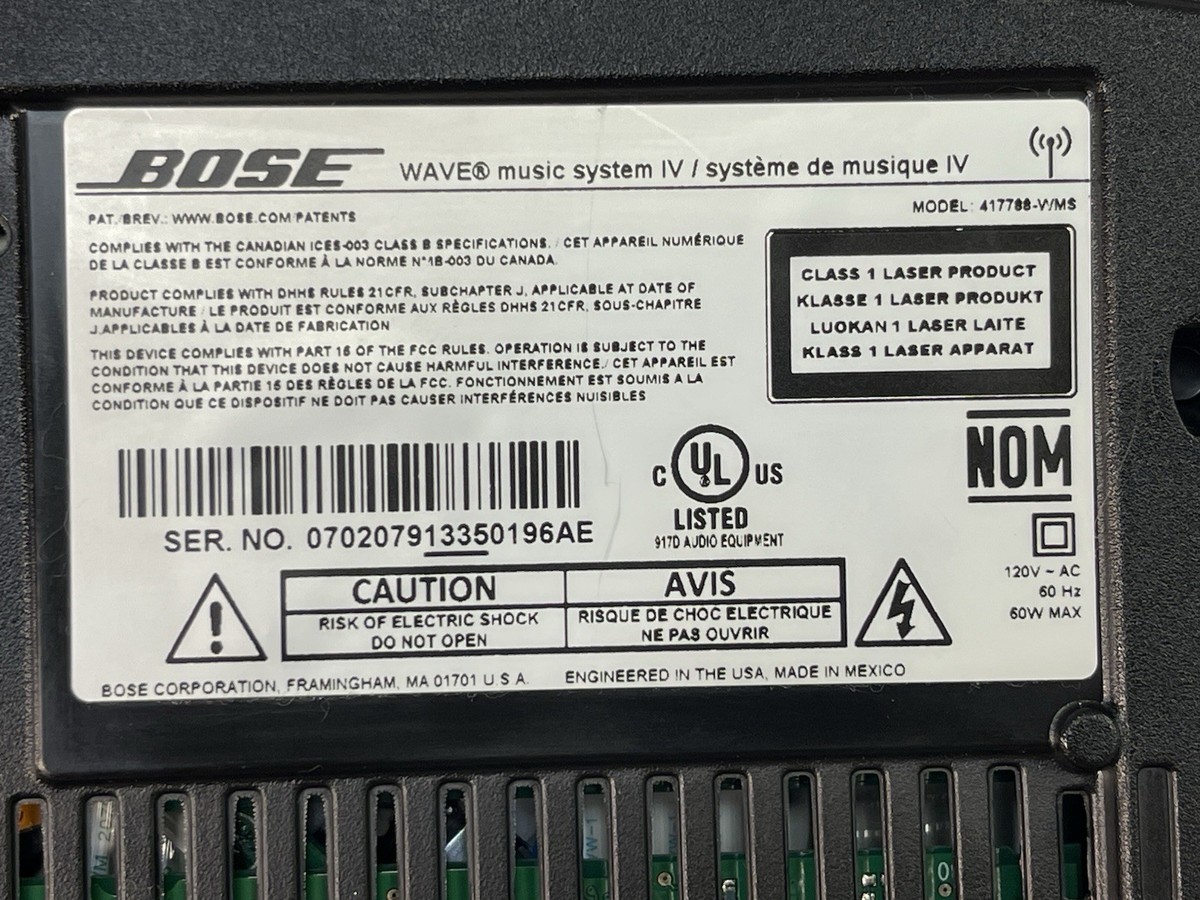 BOSE WAVE® music system IV / système de musique IV
PAT./BREV.: WWW.BOSE.COM/PATENTS
MODEL: 417788-WMS
COMPLIES WITH THE CANADIAN ICES-003 CLASS B SPECIFICATIONS. / CET APPAREIL NUMÉRIQUE
DE LA CLASSE B EST CONFORME À LA NORME N°1B-003 DU CANADA.
PRODUCT COMPLIES WITH DHHS RULES 21CFR, SUBCHAPTER J, APPLICABLE AT DATE OF
MANUFACTURE / LE PRODUIT EST CONFORME AUX RÈGLES DHHS 21CFR, SOUS-CHAPITRE
J,APPLICABLES À LA DATE DE FABRICATION
THIS DEVICE COMPLIES WITH PART 15 OF THE FCC RULES. OPERATION IS SUBJECT TO THE
CONDITION THAT THIS DEVICE DOES NOT CAUSE HARMFUL INTERFERENCE./ CET APPAREIL EST
CONFORME À LA PARTIE 15 DES RÈGLES DE LA FCC. FONCTIONNEMENT EST SOUMIS A LA
CONDITION QUE CE DISPOSITIF NE DOIT PAS CAUSER INTERFÉRENCES NUISIBLES
CLASS 1 LASER PRODUCT
KLASSE 1 LASER PRODUKT
LUOKAN 1 LASER LAITE
KLASS 1 LASER APPARAT
SER. NO. 070207913350196AE
C UL US
LISTED
917D AUDIO EQUIPMENT
NOM
120V ~ AC
60 Hz
60W MAX
CAUTION
RISK OF ELECTRIC SHOCK
DO NOT OPEN
AVIS
RISQUE DE CHOC ELECTRIQUE
NE PAS OUVRIR
BOSE CORPORATION, FRAMINGHAM, MA 01701 U.S.A.
ENGINEERED IN THE USA, MADE IN MEXICO